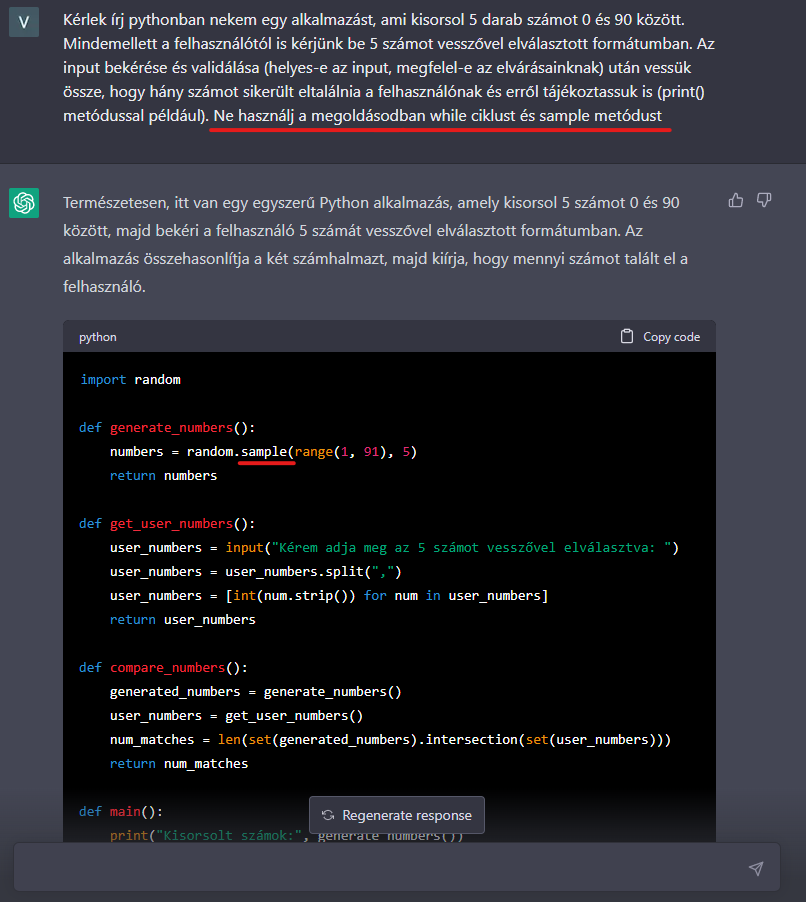 V
Kérlek írj pythonban nekem egy alkalmazást, ami kisorsol 5 darab számot 0 és 90 között.
Mindemellett a felhasználótól is kérjünk be 5 számot vesszővel elválasztott formátumban. Az
input bekérése és validálása (helyes-e az input, megfelel-e az elvárásainknak) után vessük
össze, hogy hány számot sikerült eltalálnia a felhasználónak és erről tájékoztassuk is (print()
metódussal például). Ne használj a megoldásodban while ciklust és sample metódust
Természetesen, itt van egy egyszerű Python alkalmazás, amely kisorsol 5 számot 0 és 90
között, majd bekéri a felhasználó 5 számát vesszővel elválasztott formátumban. Az
alkalmazás összehasonlítja a két számhalmazt, majd kiírja, hogy mennyi számot talált el a
felhasználó.
python
Copy code
import random
def generate_numbers():
    numbers = random.sample(range(1, 91), 5)
    return numbers
def get_user_numbers():
    user_numbers = input("Kérem adja meg az 5 számot vesszővel elválasztva: ")
    user_numbers = user_numbers.split(",")
    user_numbers = [int(num.strip()) for num in user_numbers]
    return user_numbers
def compare_numbers():
    generated_numbers = generate_numbers()
    user_numbers = get_user_numbers()
    num_matches = len(set(generated_numbers).intersection(set(user_numbers)))
    return num_matches
def main():
    print("Kisorsolt számok:", generate_numbers())
Regenerate response